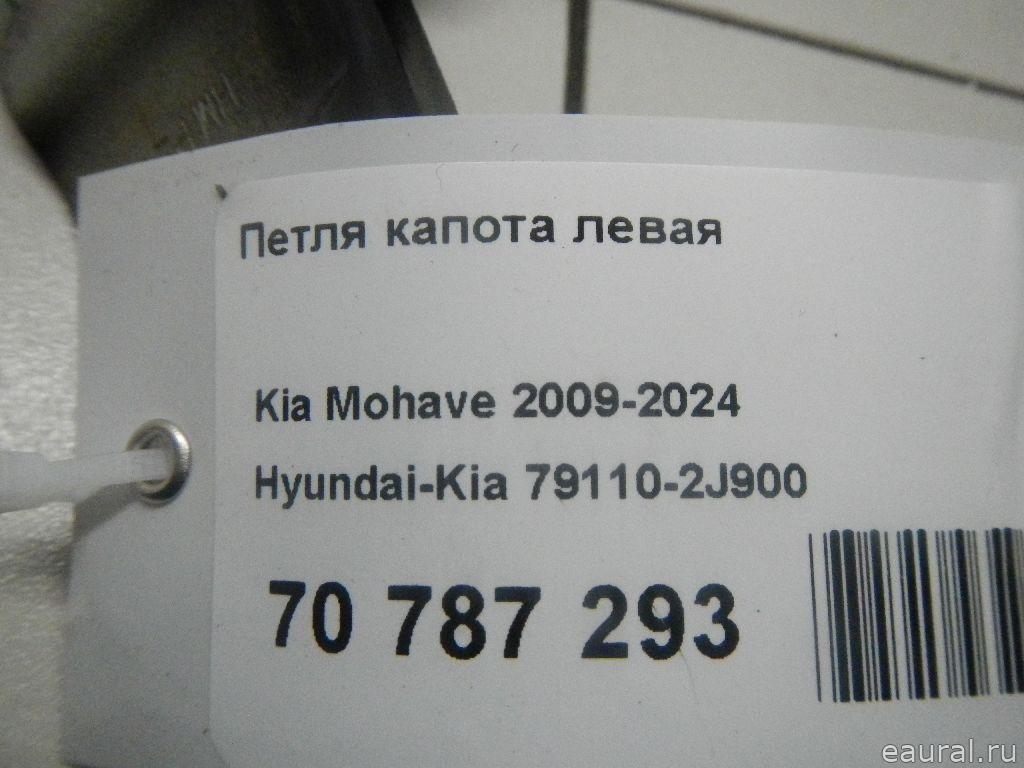 Петля капота левая
Kia Mohave 2009-2024
Hyundai-Kia 79110-2J900
70 787 293
eaural.ru